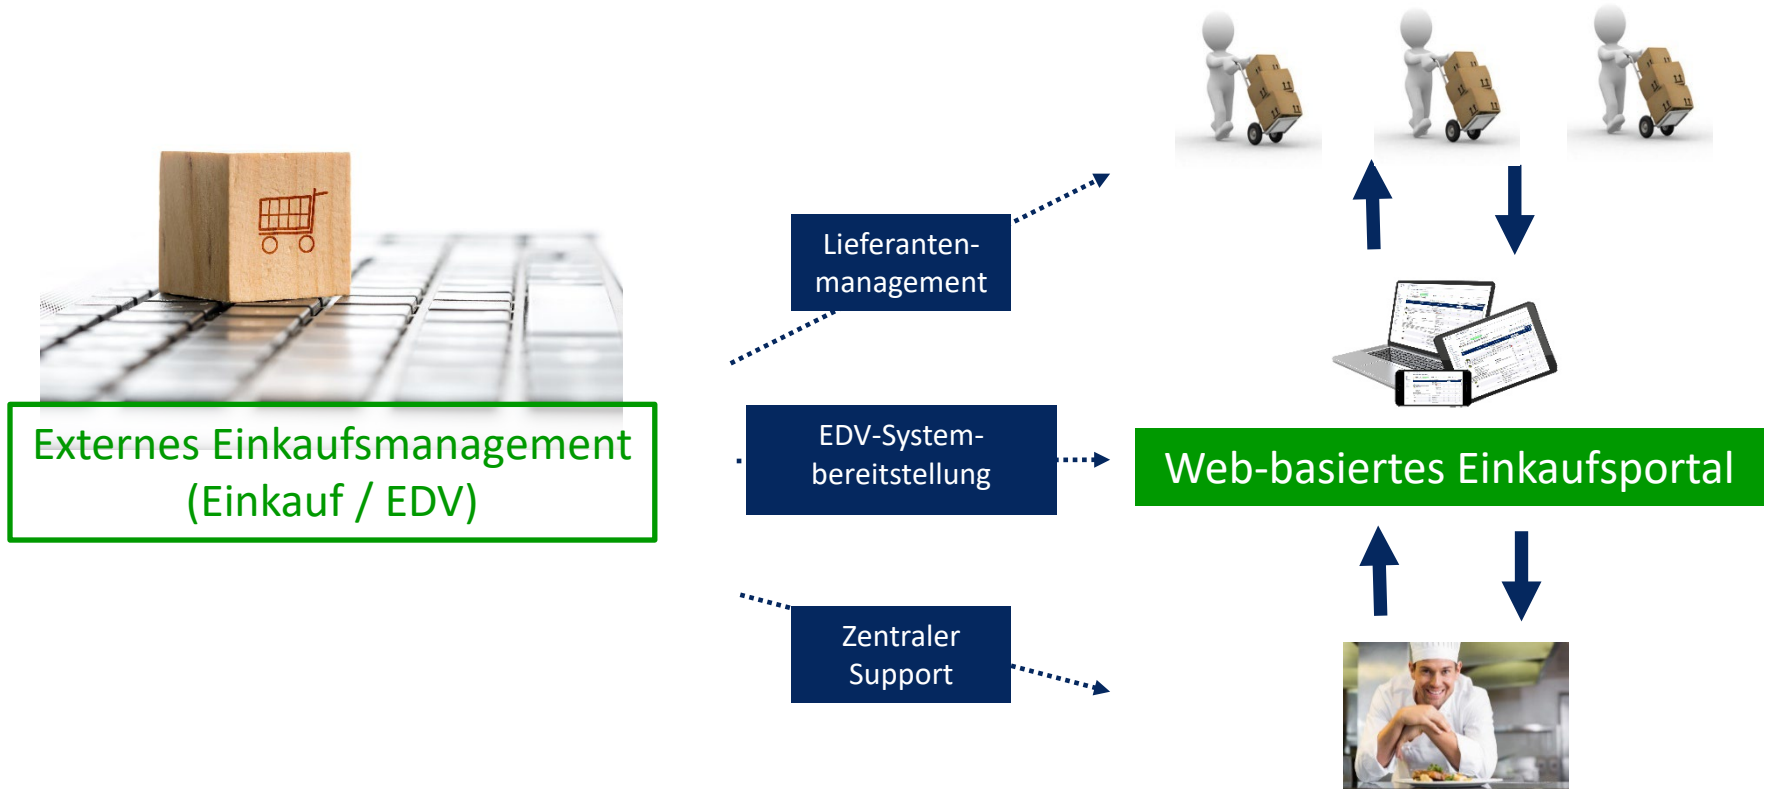 Lieferanten-
management
Externes Einkaufsmanagement
(Einkauf / EDV)
EDV-System-
bereitstellung
Web-basiertes Einkaufsportal
Zentraler
Support